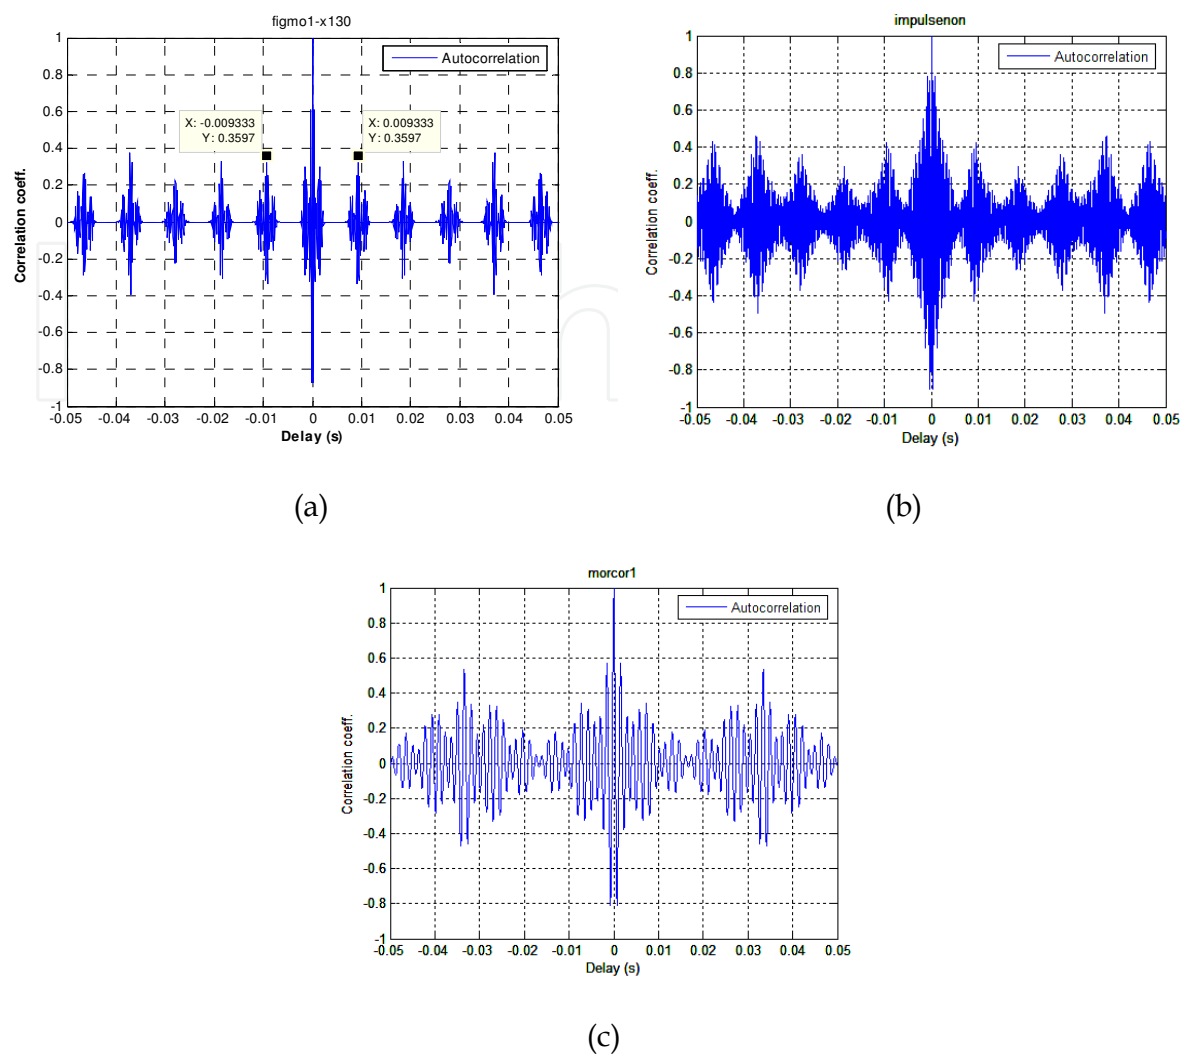 figmo1-x130
Autocorrelation
X: -0.009333
Y: 0.3597
X: 0.009333
Y: 0.3597
1
0.8
0.6
0.4
0.2
0
-0.2
-0.4
-0.6
-0.8
-1
Correlation coeff.
-0.05 -0.04 -0.03 -0.02 -0.01 0 0.01 0.02 0.03 0.04 0.05
Delay (s)
(a)
impulsenon
Autocorrelation
1
0.8
0.6
0.4
0.2
0
-0.2
-0.4
-0.6
-0.8
-1
Correlation coeff.
-0.05 -0.04 -0.03 -0.02 -0.01 0 0.01 0.02 0.03 0.04 0.05
Delay (s)
(b)
morcor1
Autocorrelation
1
0.8
0.6
0.4
0.2
0
-0.2
-0.4
-0.6
-0.8
-1
Correlation coeff.
-0.05 -0.04 -0.03 -0.02 -0.01 0 0.01 0.02 0.03 0.04 0.05
Delay (s)
(c)